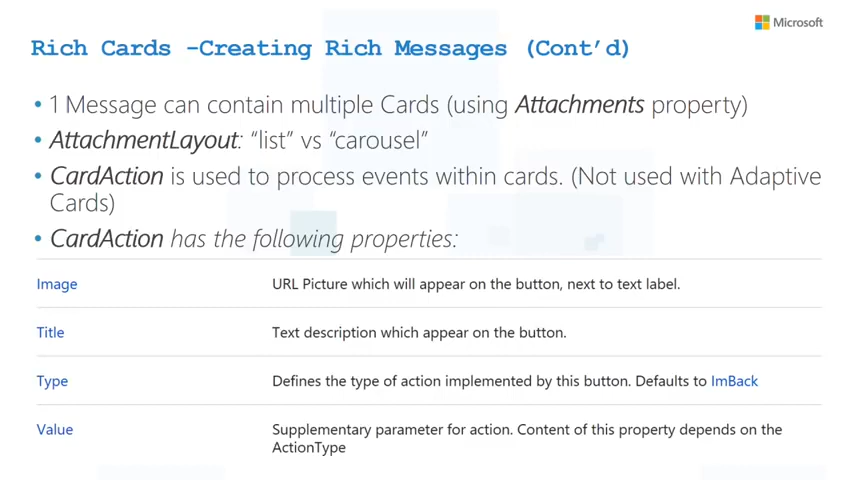 Microsoft
Rich Cards -Creating Rich Messages (Cont’d)
• 1 Message can contain multiple Cards (using Attachments property)
• AttachmentLayout: “list” vs “carousel”
• CardAction is used to process events within cards. (Not used with Adaptive
Cards)
• CardAction has the following properties:
Image URL Picture which will appear on the button, next to text label.
Title Text description which appear on the button.
Type Defines the type of action implemented by this button. Defaults to ImBack
Value Supplementary parameter for action. Content of this property depends on the
ActionType